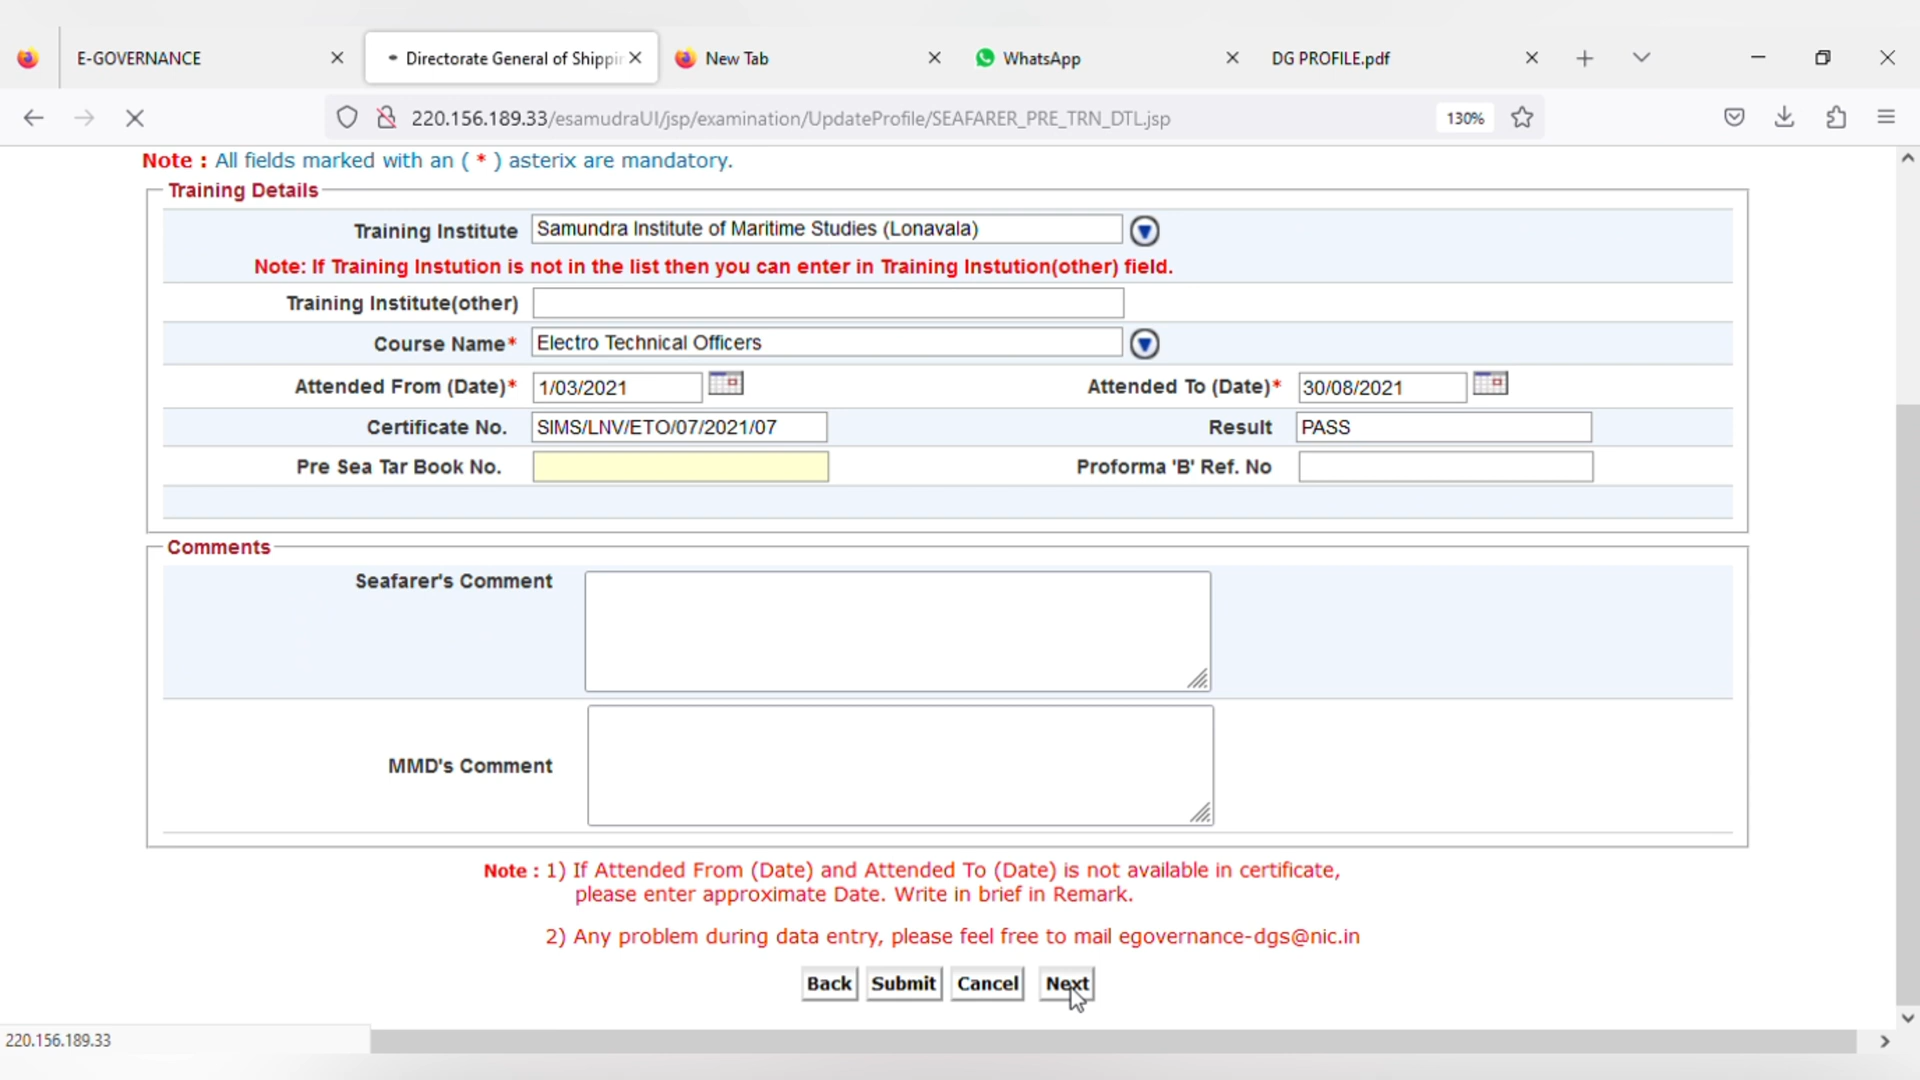 E-GOVERNANCE
Directorate General of Shippin
New Tab
WhatsApp
DG PROFILE.pdf
220.156.189.33/esamudraUI/jsp/examination/UpdateProfile/SEAFARER_PRE_TRN_DTL.jsp
130%
Note : All fields marked with an ( * ) asterix are mandatory.
Training Details
Training Institute Samundra Institute of Maritime Studies (Lonavala)
Note: If Training Instution is not in the list then you can enter in Training Instution(other) field.
Training Institute(other)
Course Name* Electro Technical Officers
Attended From (Date)* 1/03/2021 Attended To (Date)* 30/08/2021
Certificate No. SIMS/LNV/ETO/07/2021/07 Result PASS
Pre Sea Tar Book No. Proforma 'B' Ref. No
Comments
Seafarer's Comment
MMD's Comment
Note : 1) If Attended From (Date) and Attended To (Date) is not available in certificate,
please enter approximate Date. Write in brief in Remark.
2) Any problem during data entry, please feel free to mail egovernance-dgs@nic.in
Back Submit Cancel Next
220.156.189.33